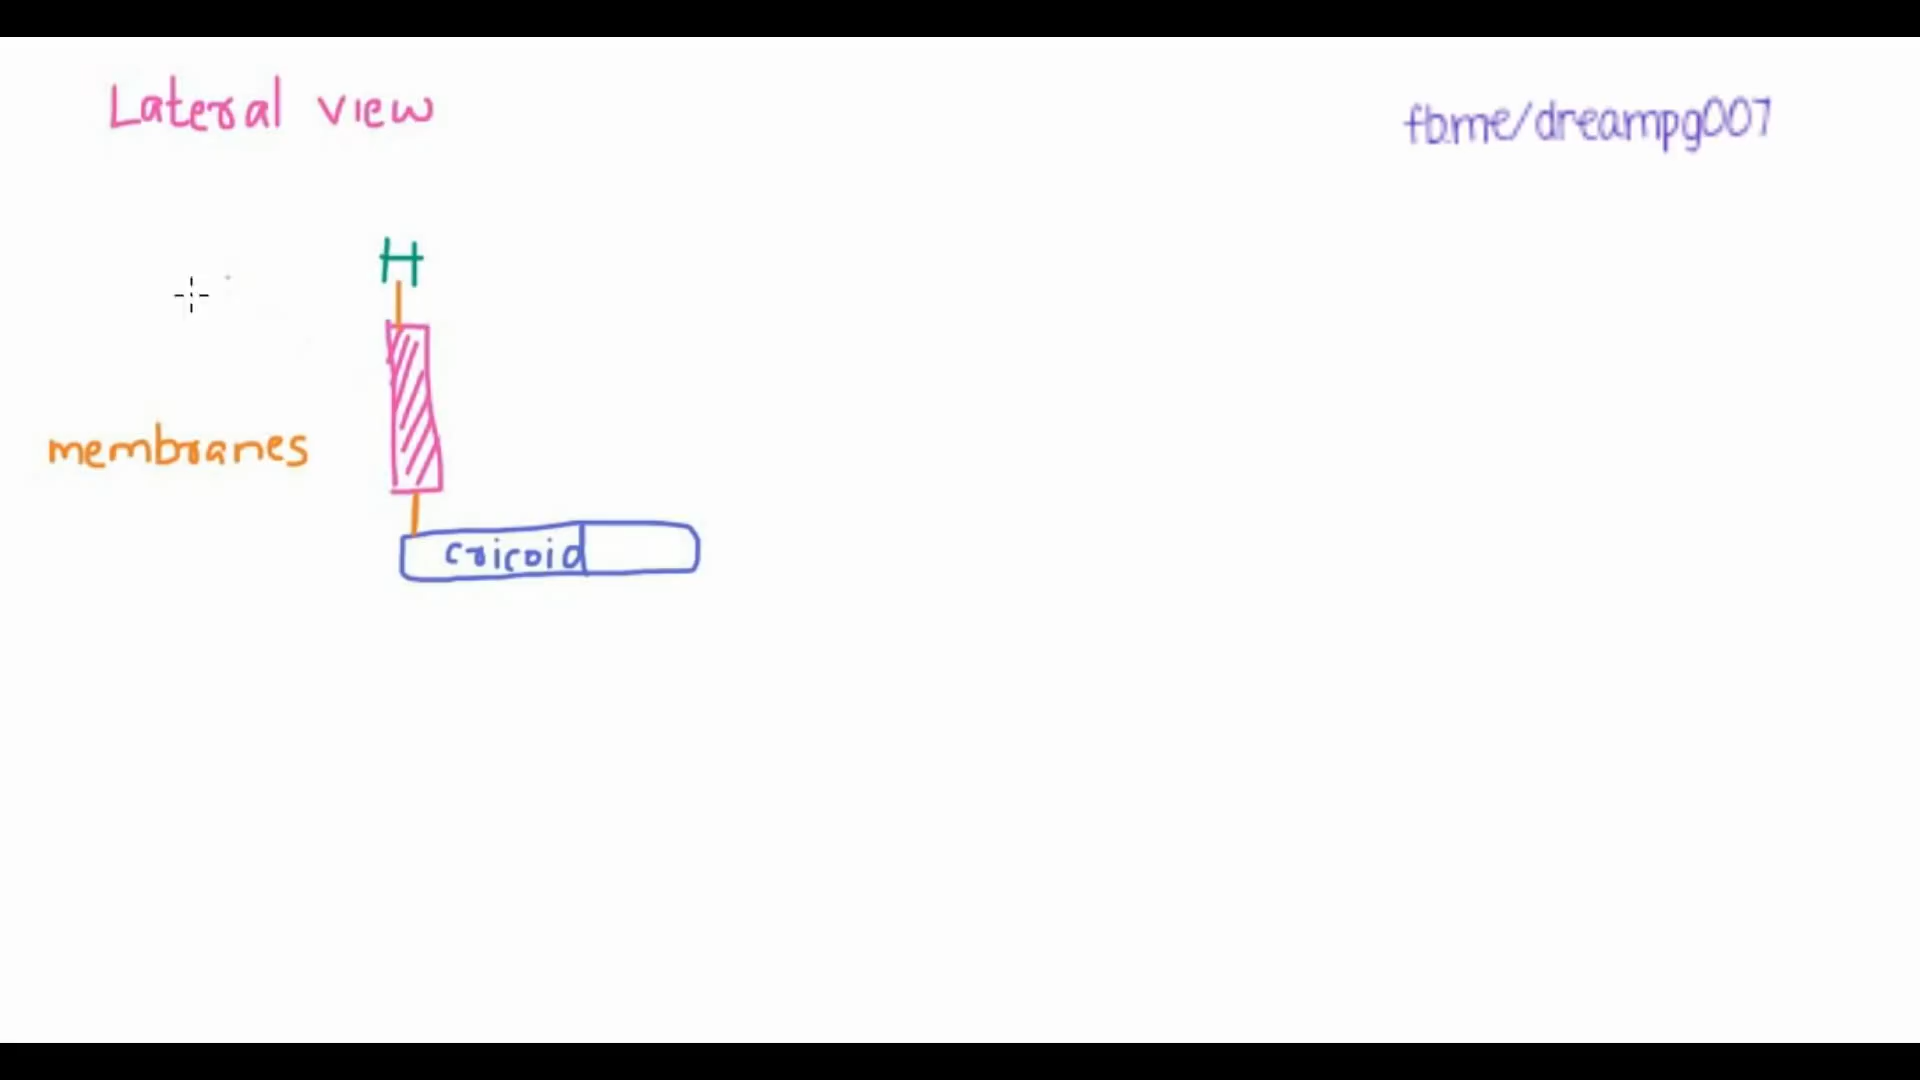 Lateral view
fb.me/dreampg007
H
membranes
cricoid